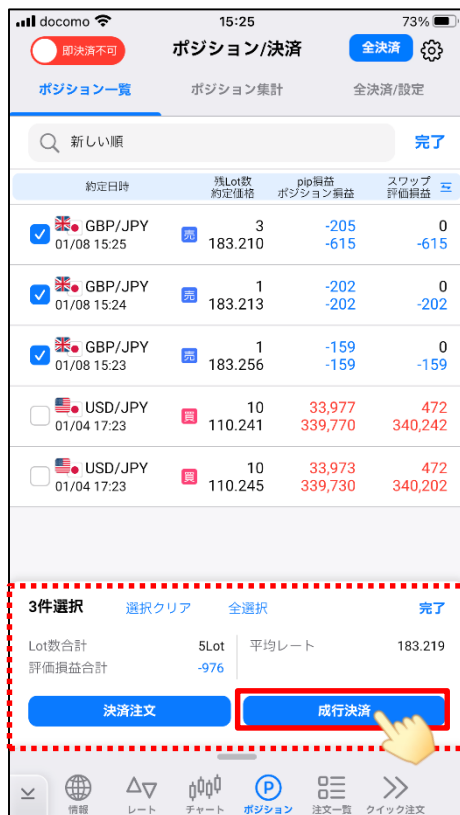 docomo 15:25 73%
即決済不可 ポジション/決済 全決済
ポジション一覧 ポジション集計 全決済/設定
新しい順 完了
約定日時 残Lot数 pip損益 スワップ
約定価格 ポジション損益 評価損益
GBP/JPY 3 -205 0
01/08 15:25 売 183.210 -615 -615
GBP/JPY 1 -202 0
01/08 15:24 売 183.213 -202 -202
GBP/JPY 1 -159 0
01/08 15:23 売 183.256 -159 -159
USD/JPY 10 33,977 472
01/04 17:23 買 110.241 339,770 340,242
USD/JPY 10 33,973 472
01/04 17:23 買 110.245 339,730 340,202
3件選択 選択クリア 全選択 完了
Lot数合計 5Lot 平均レート 183.219
評価損益合計 -976
決済注文 成行決済
P
情報 レート チャート ポジション 注文一覧 クイック注文